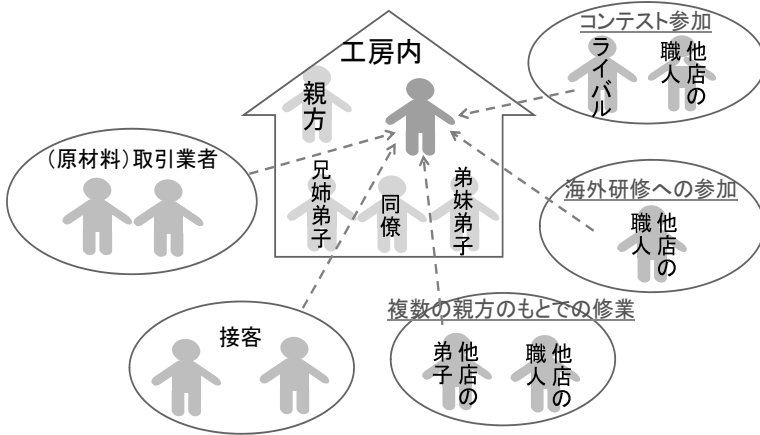 コンテスト参加
ライバル
他店の
職人
工房内
親方
（原材料）取引業者
兄姉弟子
同僚
弟妹弟子
海外研修への参加
他店の
職人
複数の親方のもとでの修業
接客
他店の
弟子
他店の
職人